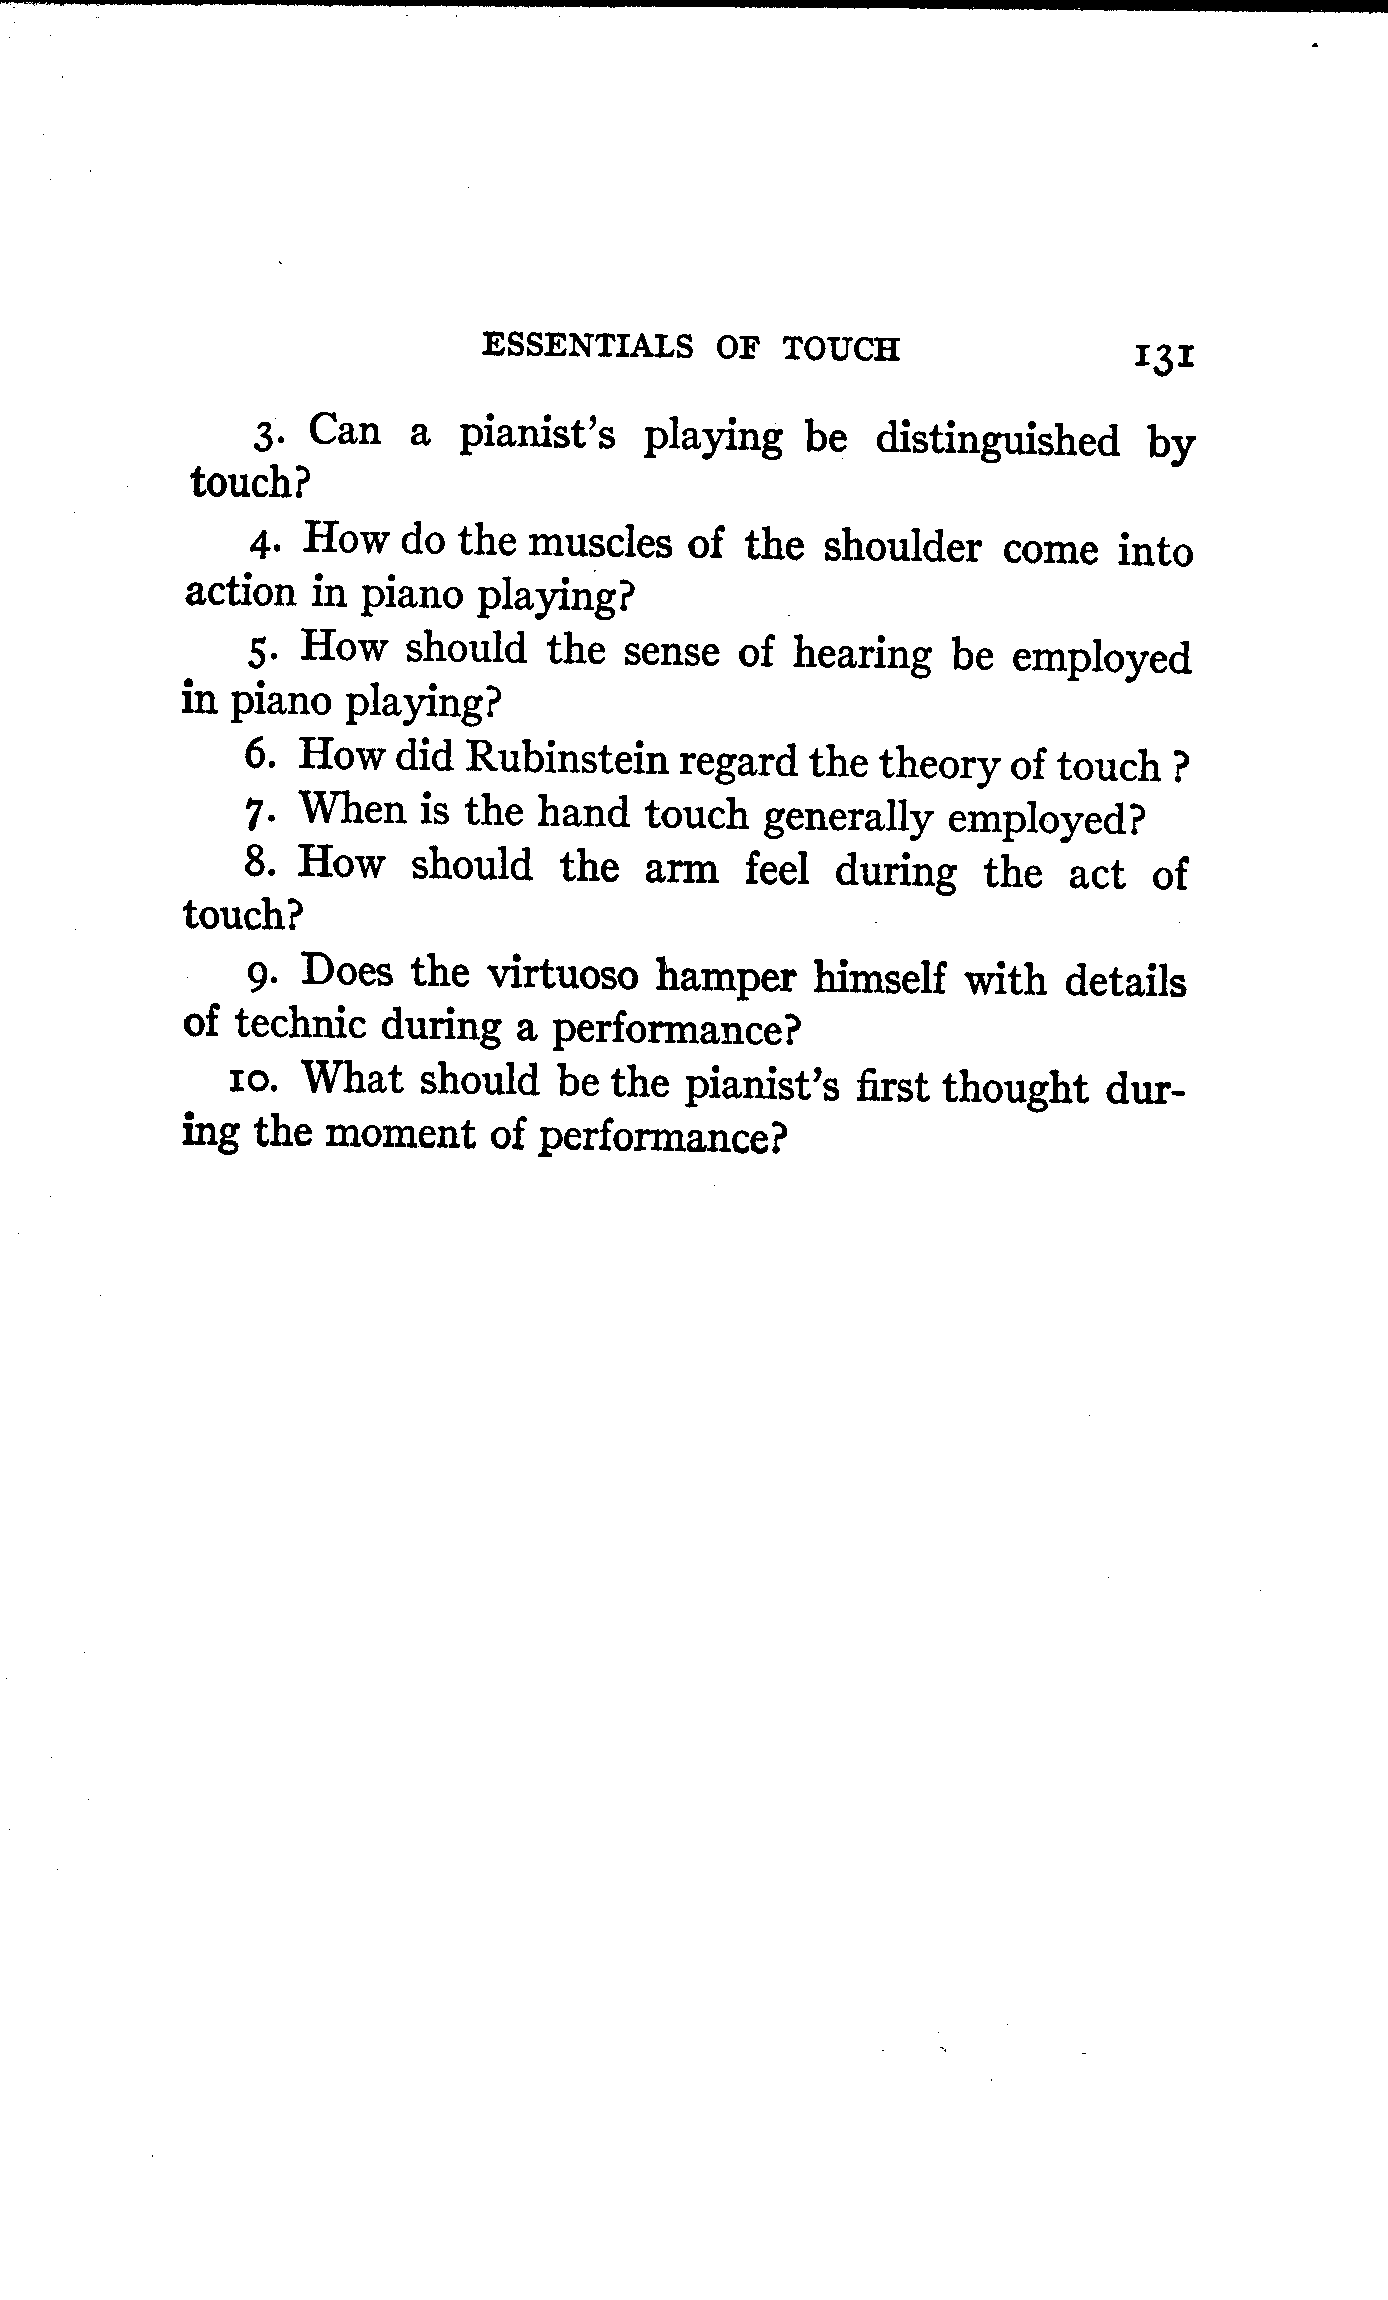 ESSENTIALS OF TOUCH 131
3. Can a pianist's playing be distinguished by
touch?
4. How do the muscles of the shoulder come into
action in piano playing?
5. How should the sense of hearing be employed
in piano playing?
6. How did Rubinstein regard the theory of touch ?
7. When is the hand touch generally employed?
8. How should the arm feel during the act of
touch?
9. Does the virtuoso hamper himself with details
of technic during a performance?
10. What should be the pianist's first thought dur-
ing the moment of performance?